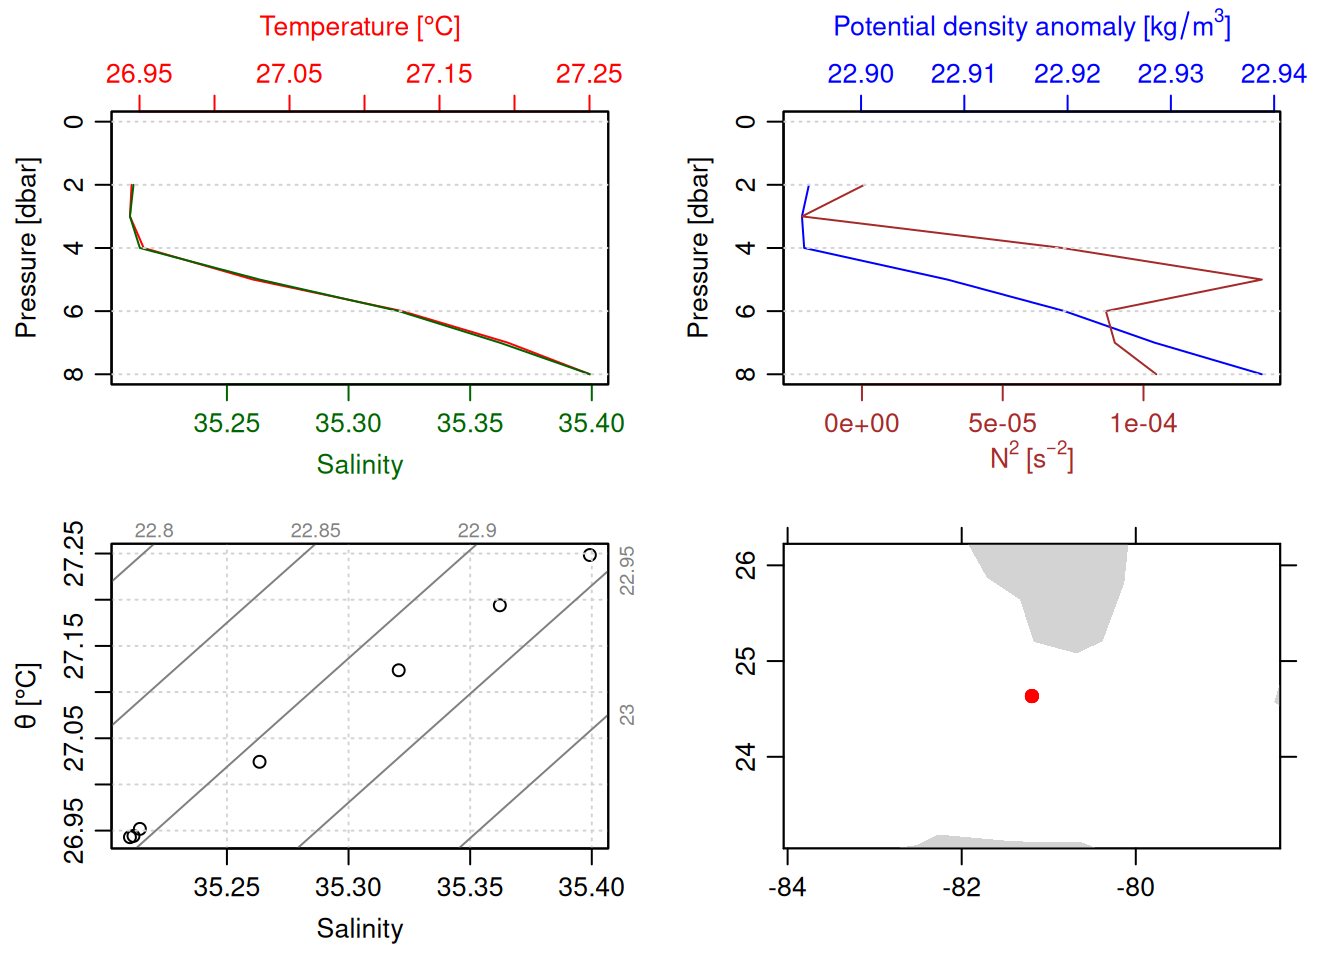 Temperature [°C]
26.95 27.05 27.15 27.25
Pressure [dbar]
0
2
4
6
8
35.25 35.30 35.35 35.40
Salinity
Potential density anomaly [kg/m³]
22.90 22.91 22.92 22.93 22.94
Pressure [dbar]
0
2
4
6
8
0e+00 5e-05 1e-04
N² [s⁻²]
22.8 22.85 22.9
22.95
23
θ [°C]
27.25
27.15
27.05
26.95
35.25 35.30 35.35 35.40
Salinity
26
25
24
-84 -82 -80